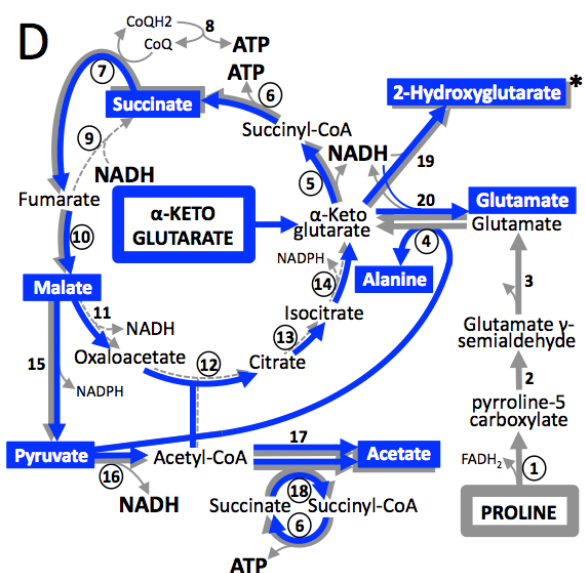 D
CoQH2
CoQ
8
ATP
7
ATP
6
Succinate
2-Hydroxyglutarate *
Succinyl-CoA
9
NADH
NADH
19
5
Fumarate
α-KETO
GLUTARATE
α-Keto
glutarate
20
Glutamate
Glutamate
10
4
NADPH
14
Alanine
Malate
11
NADH
Isocitrate
3
Oxaloacetate
13
Glutamate γ-
semialdehyde
15
12
Citrate
2
NADPH
pyrroline-5
carboxylate
17
Pyruvate
Acetyl-CoA
Acetate
FADH2
1
16
NADH
18
Succinate
Succinyl-CoA
6
PROLINE
ATP